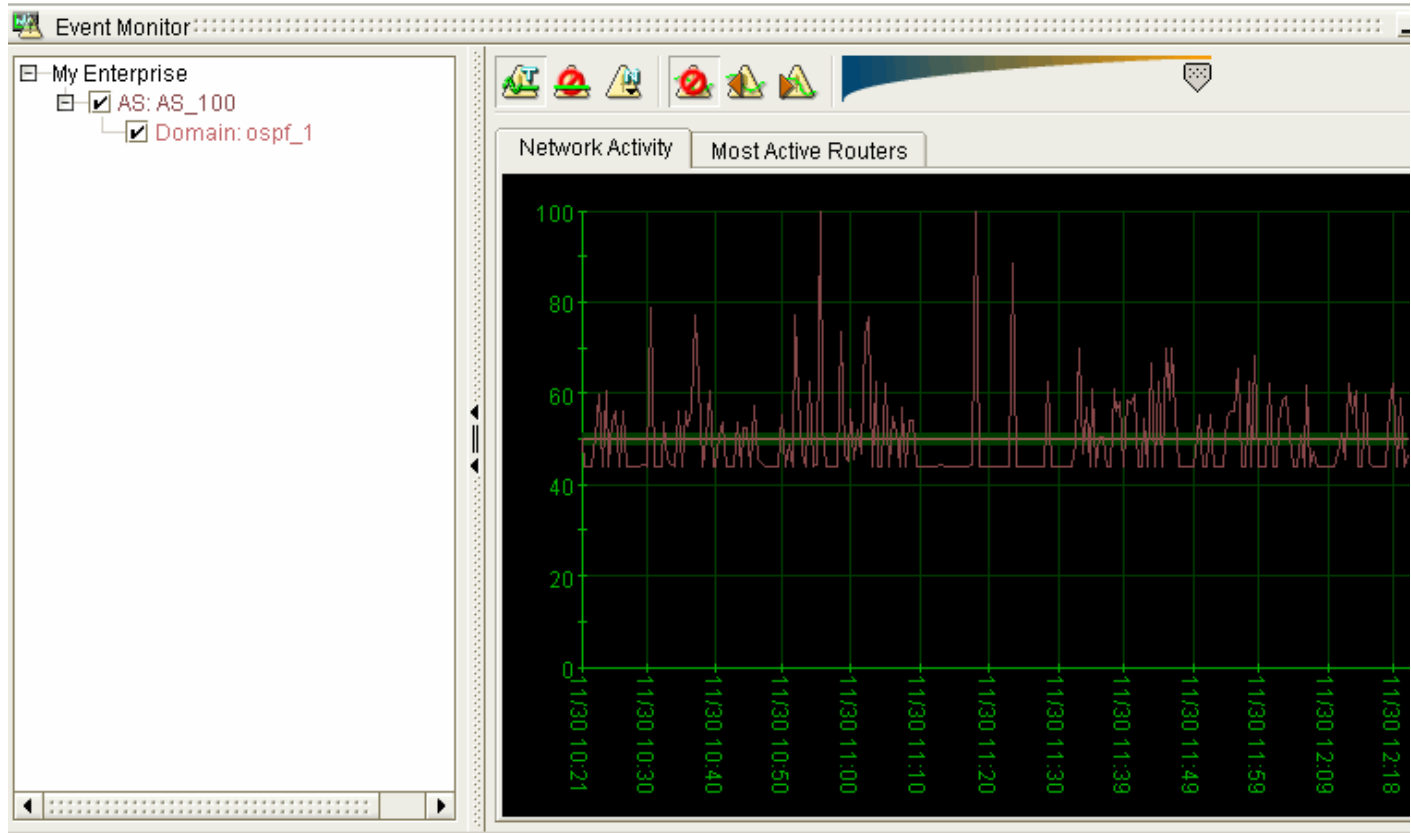 Event Monitor
My Enterprise
AS: AS_100
Domain: ospf_1
T
N
Network Activity
Most Active Routers
100
80
60
40
20
0
11/30 10:21
11/30 10:30
11/30 10:40
11/30 10:50
11/30 11:00
11/30 11:10
11/30 11:20
11/30 11:30
11/30 11:39
11/30 11:49
11/30 11:59
11/30 12:09
11/30 12:18